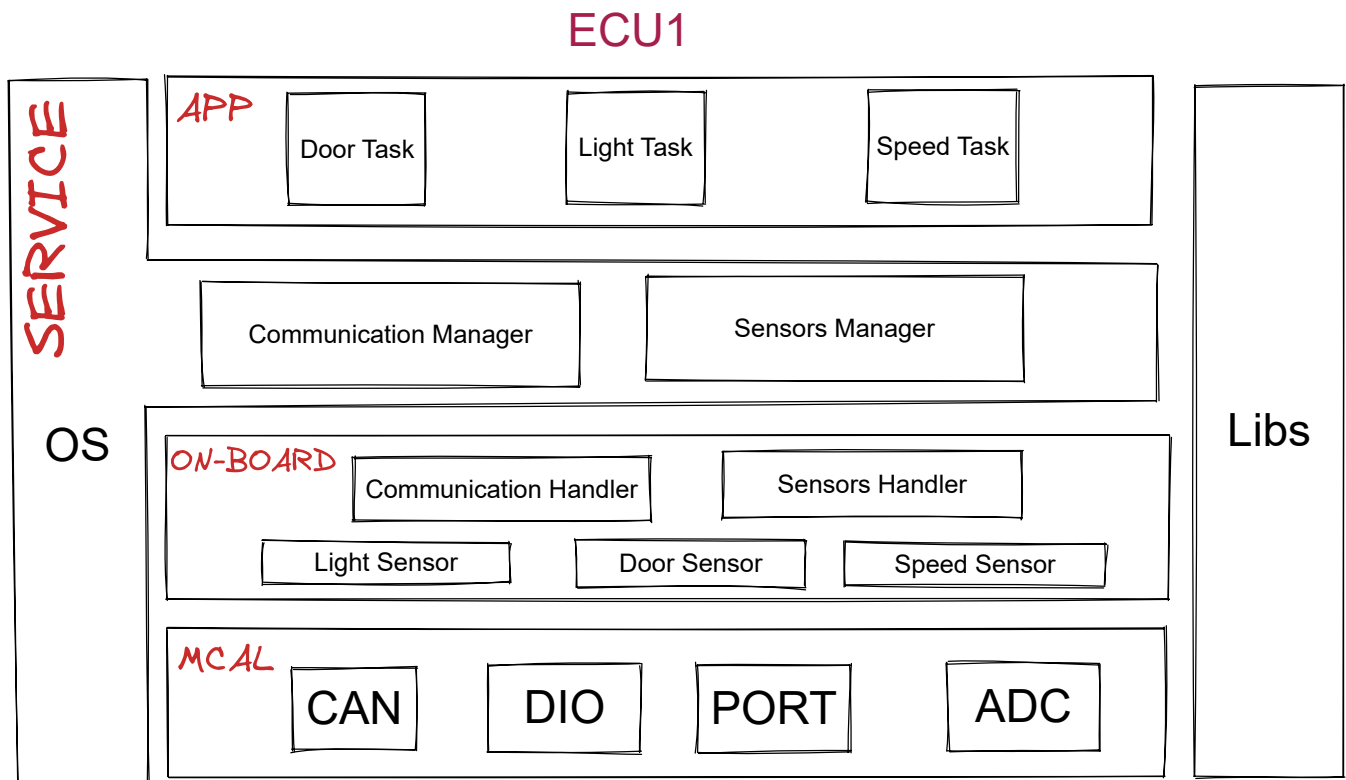 ECU1
SERVICE
OS
APP
Door Task
Light Task
Speed Task
Communication Manager
Sensors Manager
ON-BOARD
Communication Handler
Sensors Handler
Light Sensor
Door Sensor
Speed Sensor
MCAL
CAN
DIO
PORT
ADC
Libs